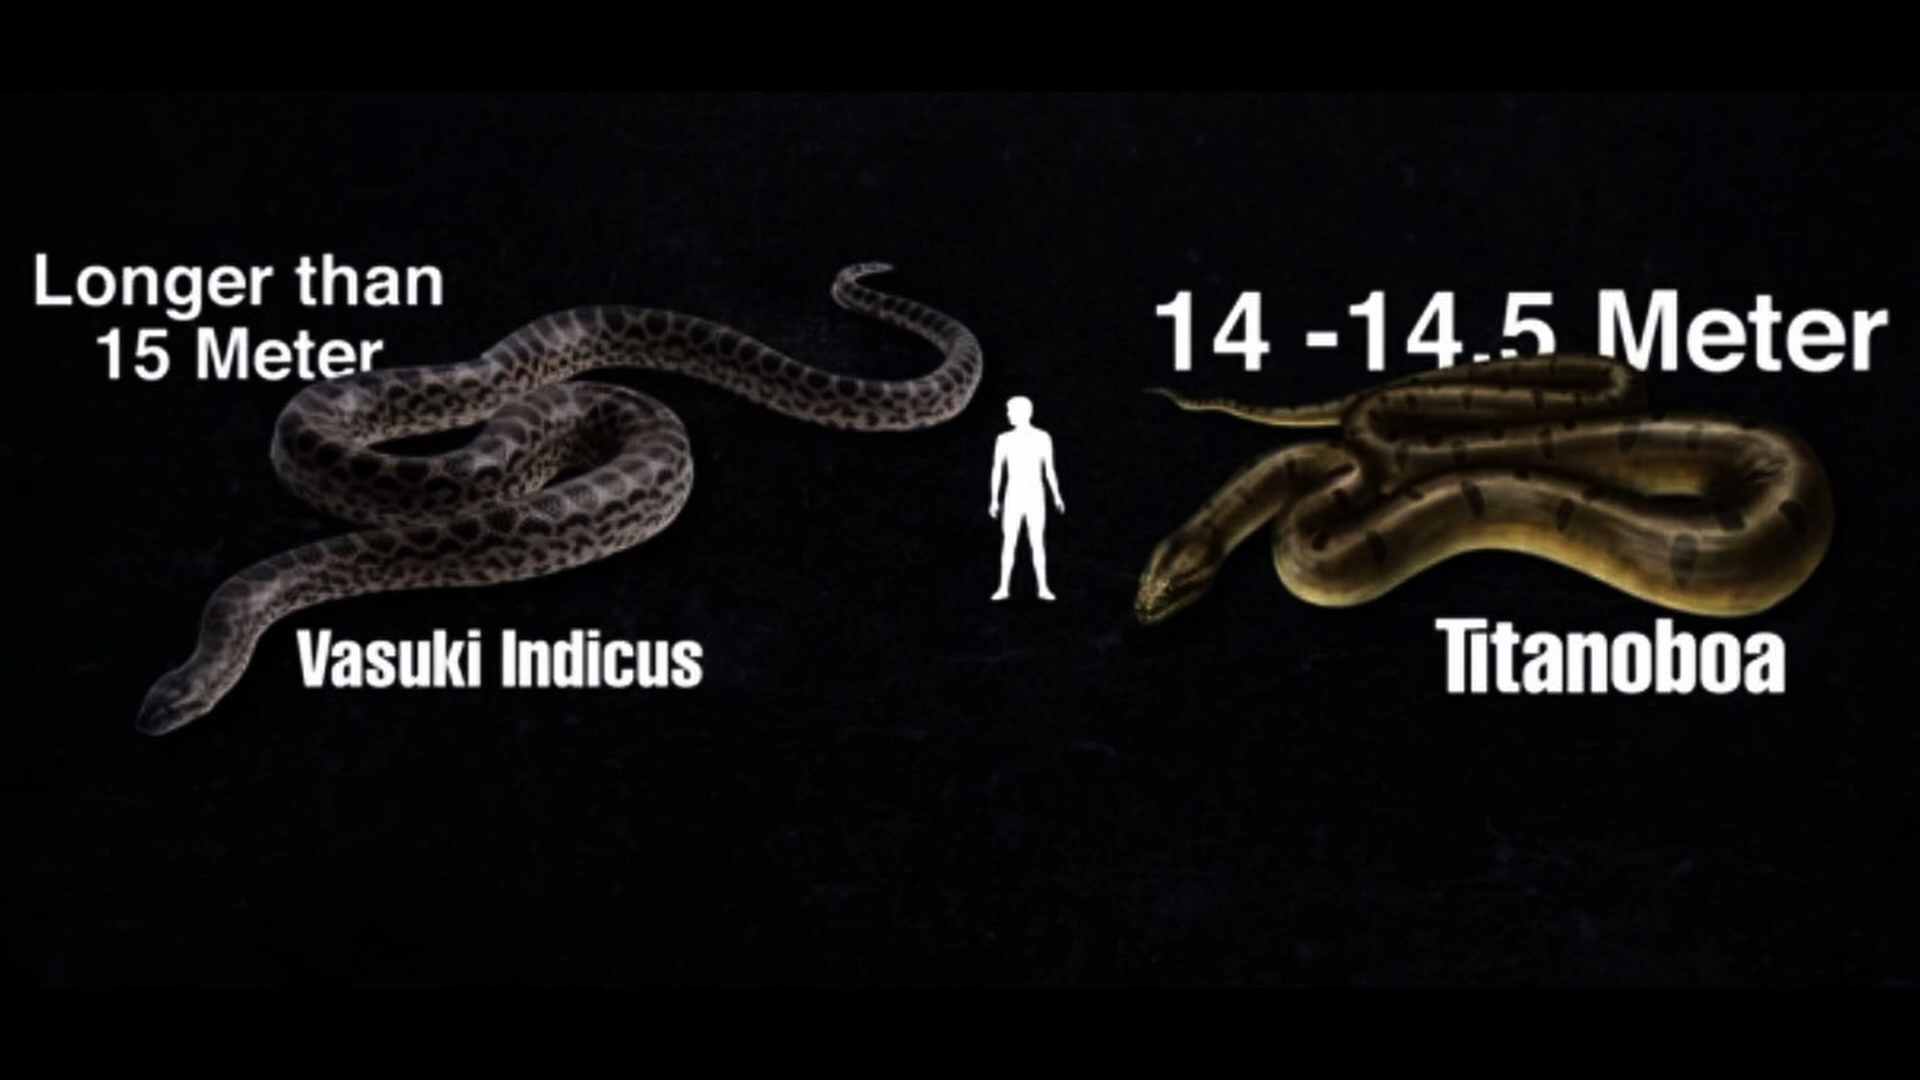 Longer than
15 Meter
14 -14.5 Meter
Vasuki Indicus
Titanoboa